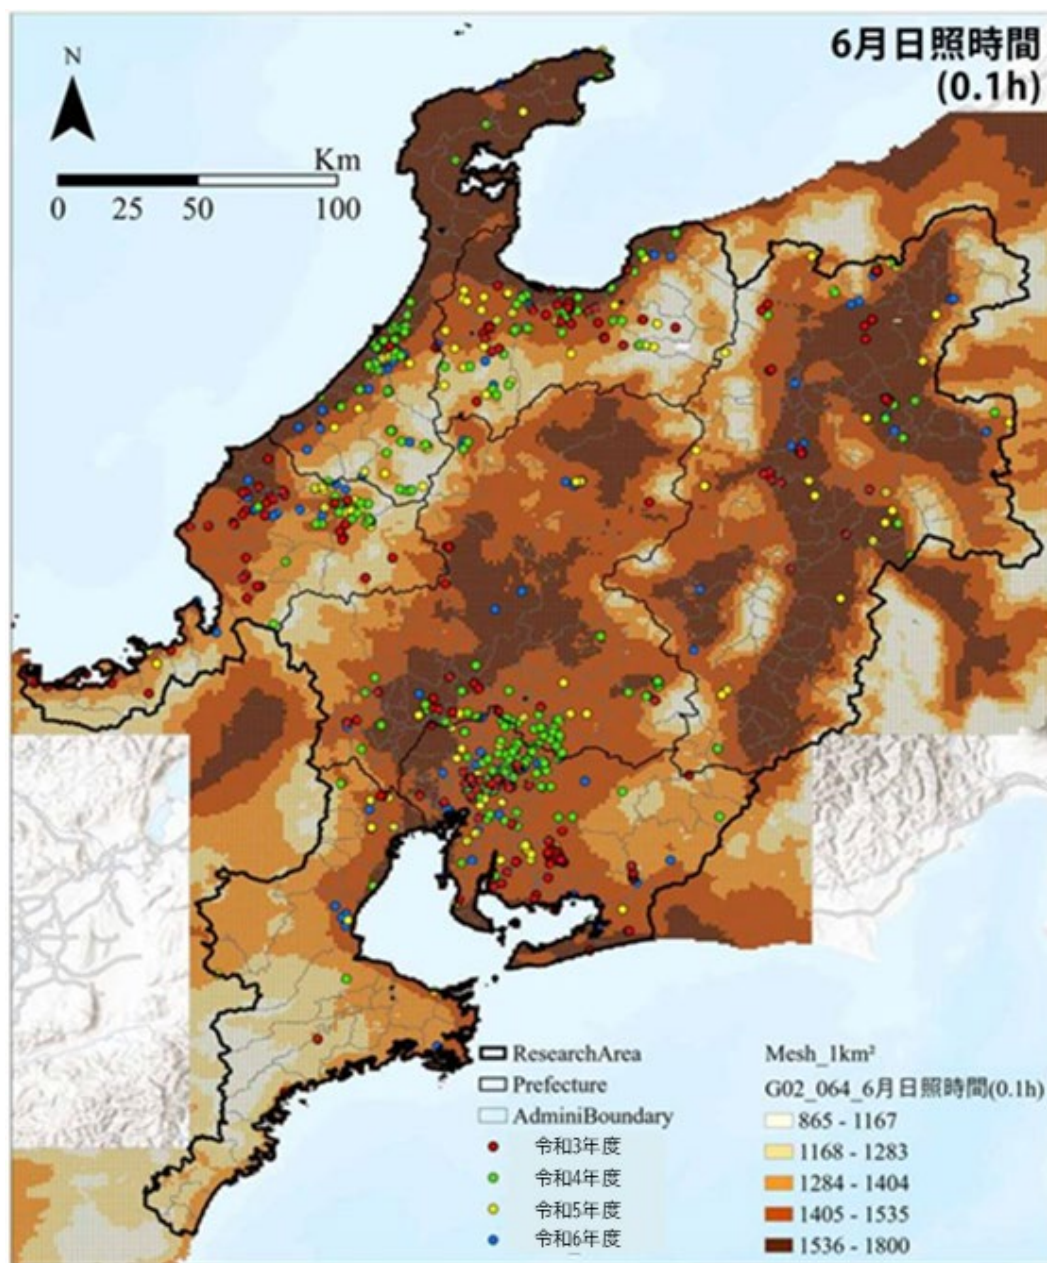 6月日照時間
(0.1h)
N
Km
0 25 50 100
ResearchArea
Prefecture
AdminiBoundary
令和3年度
令和4年度
令和5年度
令和6年度
Mesh_1km²
G02_064_6月日照時間(0.1h)
865 - 1167
1168 - 1283
1284 - 1404
1405 - 1535
1536 - 1800